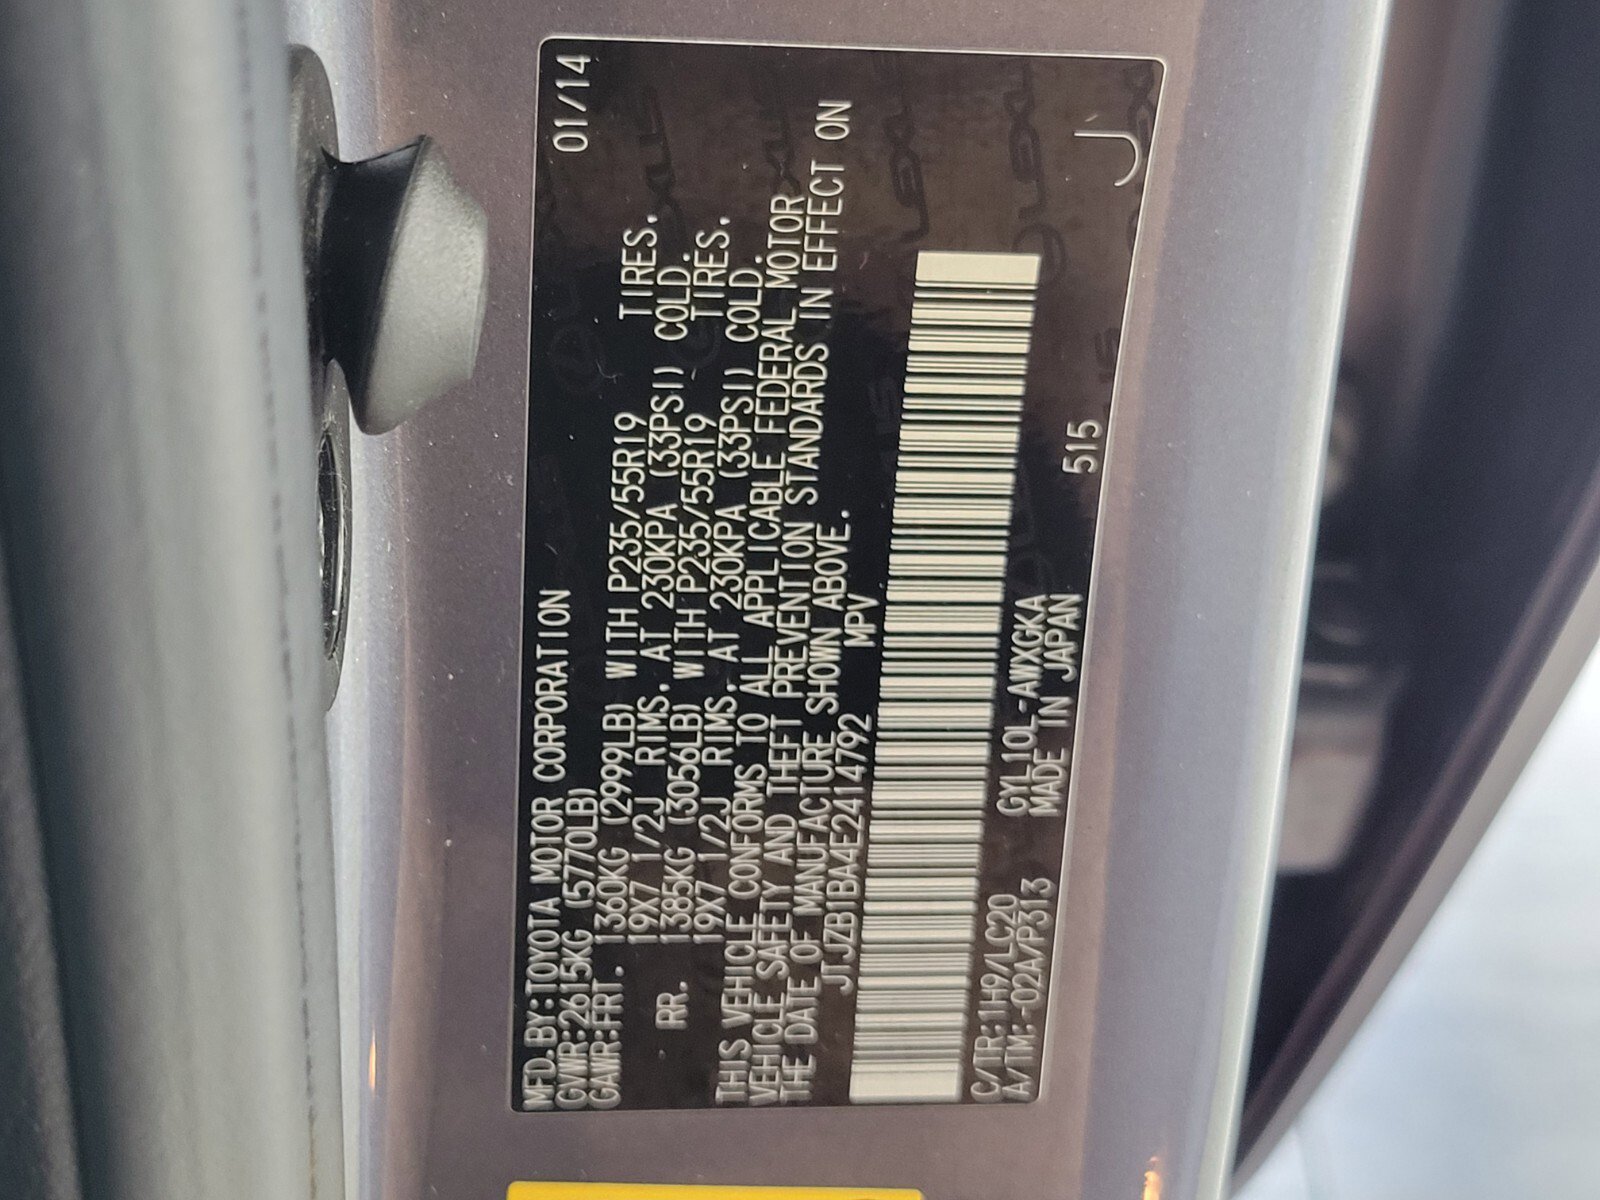 MFD.BY:TOYOTA MOTOR CORPORATION 01/14
GVWR:2615KG (5770LB)
GAWR:FRT. 1360KG (2999LB) WITH P235/55R19 TIRES.
19X7 1/2J RIMS. AT 230KPA (33PSI) COLD.
RR. 1385KG (3056LB) WITH P235/55R19 TIRES.
19X7 1/2J RIMS. AT 230KPA (33PSI) COLD.
THIS VEHICLE CONFORMS TO ALL APPLICABLE FEDERAL MOTOR
VEHICLE SAFETY AND THEFT PREVENTION STANDARDS IN EFFECT ON
THE DATE OF MANUFACTURE SHOWN ABOVE.
JTJZB1BA4E2414792 MPV
C/TR:1H9/LC20 GYL10L-AWXGKA
A/TM:-02A/P313 MADE IN JAPAN 515
J